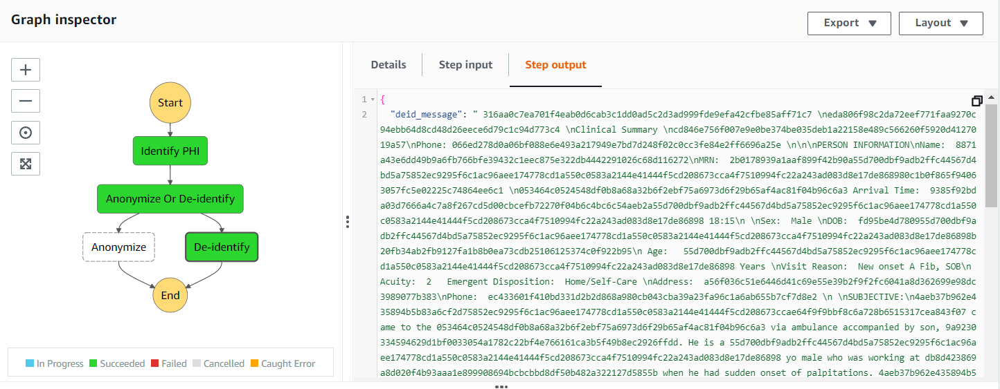 Graph inspector
Export ▼
Layout ▼
Start
Identify PHI
Anonymize Or De-identify
Anonymize
De-identify
End
In Progress
Succeeded
Failed
Cancelled
Caught Error
Details
Step input
Step output
1
{
2
"deid_message": " 316aa0c7ea701f4eab0d6cab3c1dd0ad5c2d3ad999fde9efa42cfbe85aff71c7 \neda806f98c2da72eef771faa9270c
94ebb64d8cd48d26eece6d79c1c94d773c4 \nClinical Summary \ncd846e756f007e9e0be374be035deb1a22158e489c566260f5920d41270
19a57\nPhone: 066ed278d0a06bf088e6e493a217949e7bd7d248f02c0cc3fe84e2ff6696a25e \n\n\nPERSON INFORMATION\nName:  8871
a43e6dd49b9a6fb766bfe39432c1eec875e322db4442291026c68d116272\nMRN:  2b0178939a1aaf899f42b90a55d700dbf9adb2ffc44567d4
bd5a75852ec9295f6c1ac96aee174778cd1a550c0583a2144e41444f5cd208673cca4f7510994fc22a243ad083d8e17de868980c1b0f865f9406
3057fc5e02225c74864ee6c1 \n053464c0524548df0b8a68a32b6f2ebf75a6973d6f29b65af4ac81f04b96c6a3 Arrival Time:  9385f92bd
a03d7666a4c7a8f267cd5d00cbcefb72270f04b6c4bc6c54aeb2a55d700dbf9adb2ffc44567d4bd5a75852ec9295f6c1ac96aee174778cd1a550
c0583a2144e41444f5cd208673cca4f7510994fc22a243ad083d8e17de86898 18:15\n \nSex:  Male \nDOB:  fd95be4d780955d700dbf9a
db2ffc44567d4bd5a75852ec9295f6c1ac96aee174778cd1a550c0583a2144e41444f5cd208673cca4f7510994fc22a243ad083d8e17de86898b
20fb34ab2fb9127fa1b8b0ea73cdb25106125374c0f922b95\n Age:   55d700dbf9adb2ffc44567d4bd5a75852ec9295f6c1ac96aee174778c
d1a550c0583a2144e41444f5cd208673cca4f7510994fc22a243ad083d8e17de86898 Years \nVisit Reason:  New onset A Fib, SOB\n
Acuity:  2   Emergent Disposition:  Home/Self-Care \nAddress:  a56f036c51e6446d41c69e55e39b2f9f2fc6041a8d362699e98dc
3989077b383\nPhone:  ec433601f410bd331d2b2d868a980cb043cba39a23fa96c1a6ab655b7cf7d8e2 \n \nSUBJECTIVE:\n4aeb37b962e4
35894b5b83a6cf2d75852ec9295f6c1ac96aee174778cd1a550c0583a2144e41444f5cd208673ccae64f9f9bbf8c6a728b6515317cea843f07 c
ame to the 053464c0524548df0b8a68a32b6f2ebf75a6973d6f29b65af4ac81f04b96c6a3 via ambulance accompanied by son, 9a9230
334594629d1bf0033054a1782c22bf4e766161ca3b5f49b8ec2926ffdd. He is a 55d700dbf9adb2ffc44567d4bd5a75852ec9295f6c1ac96a
ee174778cd1a550c0583a2144e41444f5cd208673cca4f7510994fc22a243ad083d8e17de86898 yo male who was working at db8d423869
a8d020f4b93aaa1e899908694bcbcbbd8df50b482a322127d5855b when he had sudden onset of palpitations. 4aeb37b962e435894b5